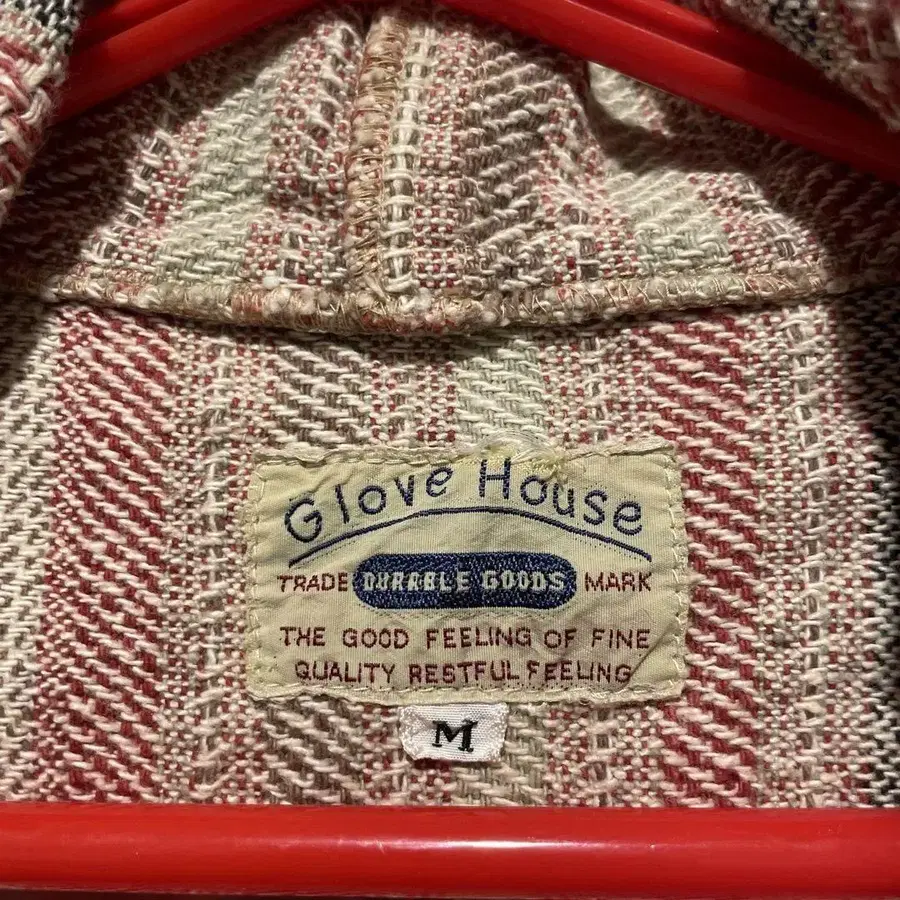 Glove House
TRADE DURABLE GOODS MARK
THE GOOD FEELING OF FINE
QUALITY RESTFUL FEELING
M